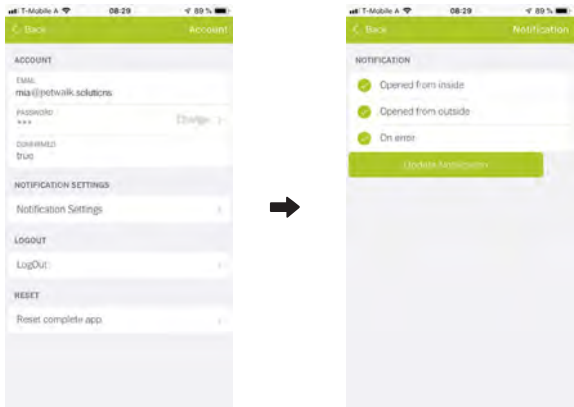 T-Mobile A 08:29 89 %
Back Account
ACCOUNT
EMAIL
mia@petwalk.solutions
PASSWORD
*** Change
CONFIRMED
true
NOTIFICATION SETTINGS
Notification Settings
LOGOUT
LogOut
RESET
Reset complete app
T-Mobile A 08:29 89 %
Back Notification
NOTIFICATION
Opened from inside
Opened from outside
On error
Update Notification